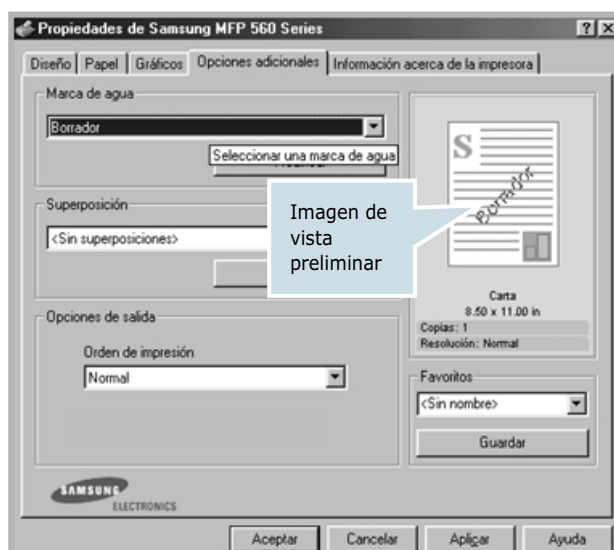 Propiedades de Samsung MFP 560 Series
Diseño Papel Gráficos Opciones adicionales Información acerca de la impresora
Marca de agua
Borrador
Seleccionar una marca de agua
Superposición
<Sin superposiciones>
Imagen de
vista
preliminar
Opciones de salida
Orden de impresión
Normal
SAMSUNG
ELECTRONICS
S
Borrador
Carta
8.50 x 11.00 in
Copias: 1
Resolución: Normal
Favoritos
<Sin nombre>
Guardar
Aceptar Cancelar Aplicar Ayuda